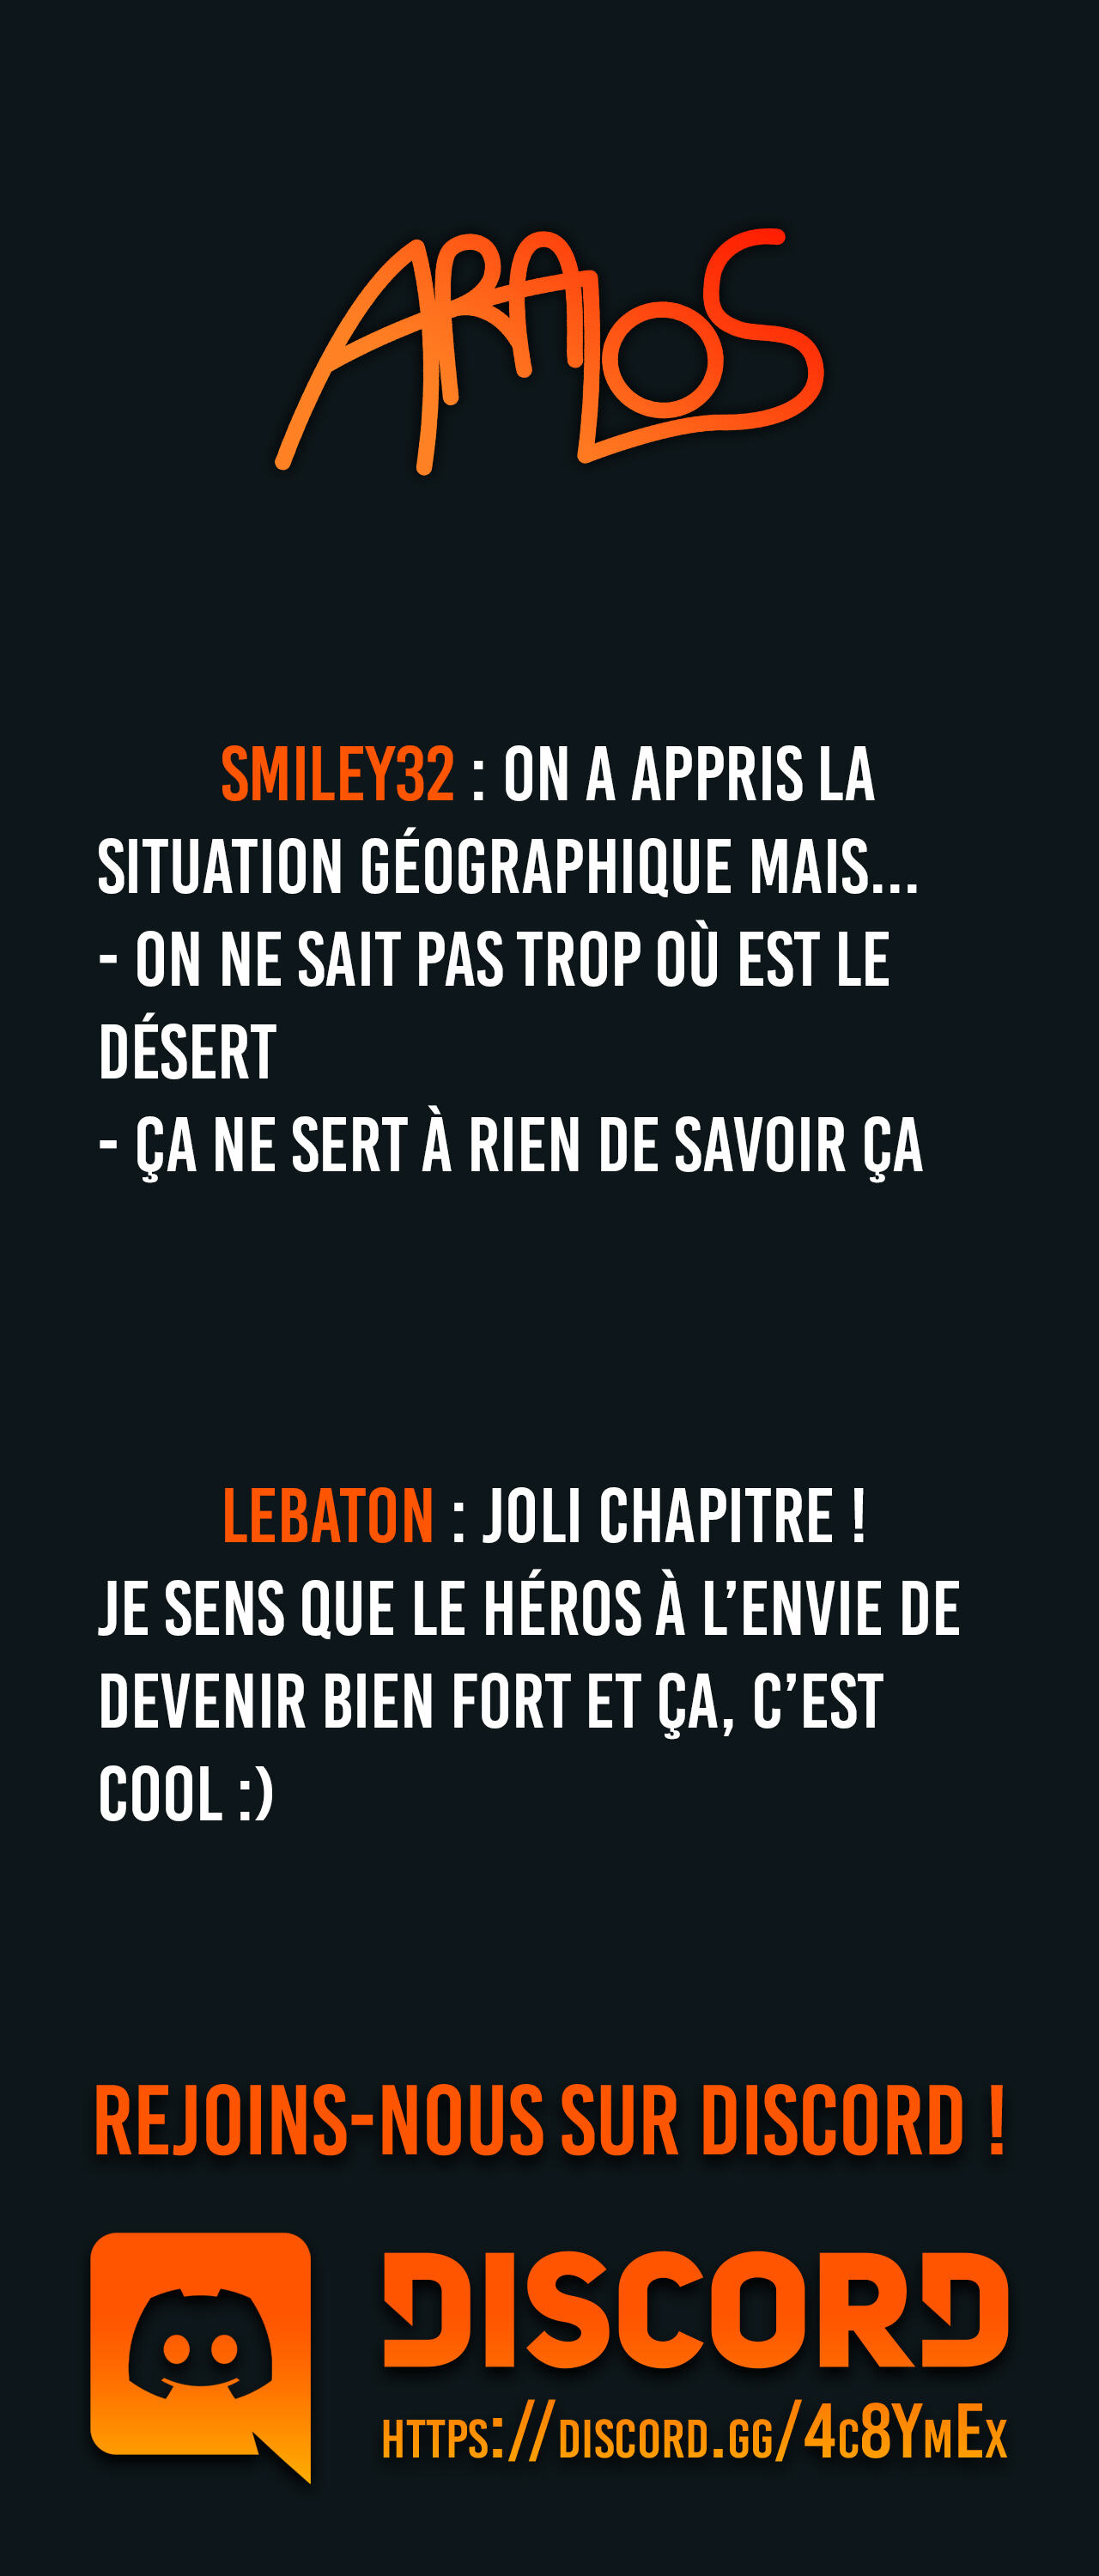 ARALOS
SMILEY32 : ON A APPRIS LA
SITUATION GÉOGRAPHIQUE MAIS...
- ON NE SAIT PAS TROP OÙ EST LE
DÉSERT
- ÇA NE SERT À RIEN DE SAVOIR ÇA
LEBATON : JOLI CHAPITRE !
JE SENS QUE LE HÉROS À L'ENVIE DE
DEVENIR BIEN FORT ET ÇA, C'EST
COOL :)
REJOINS-NOUS SUR DISCORD !
DISCORD
https://discord.gg/4c8YmEx